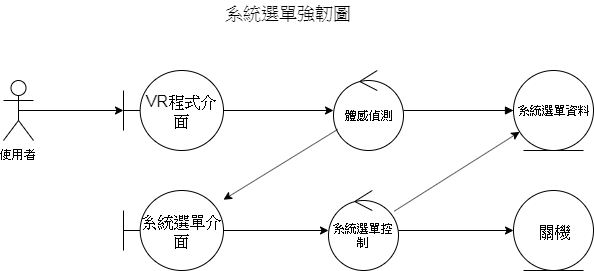 系統選單強韌圖
VR程式介
面
體感偵測
系統選單資料
使用者
系統選單介
面
系統選單控
制
關機